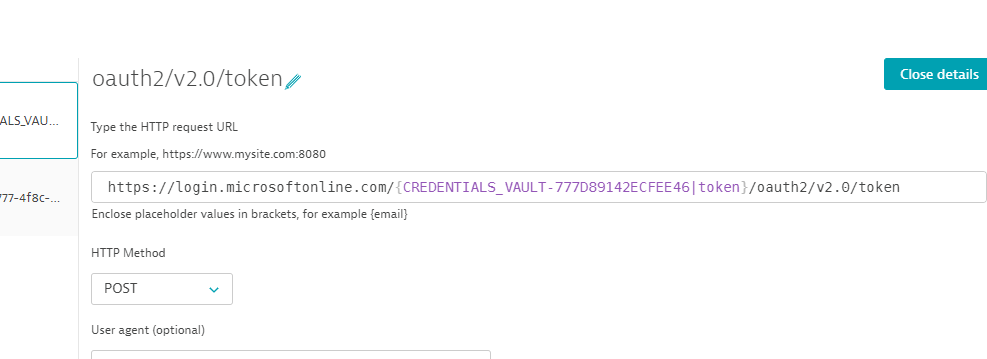 oauth2/v2.0/token
Close details
ALS_VAU...
Type the HTTP request URL
For example, https://www.mysite.com:8080
https://login.microsoftonline.com/{CREDENTIALS_VAULT-777D89142ECFEE46|token}/oauth2/v2.0/token
777-4f8c-...
Enclose placeholder values in brackets, for example {email}
HTTP Method
POST
User agent (optional)